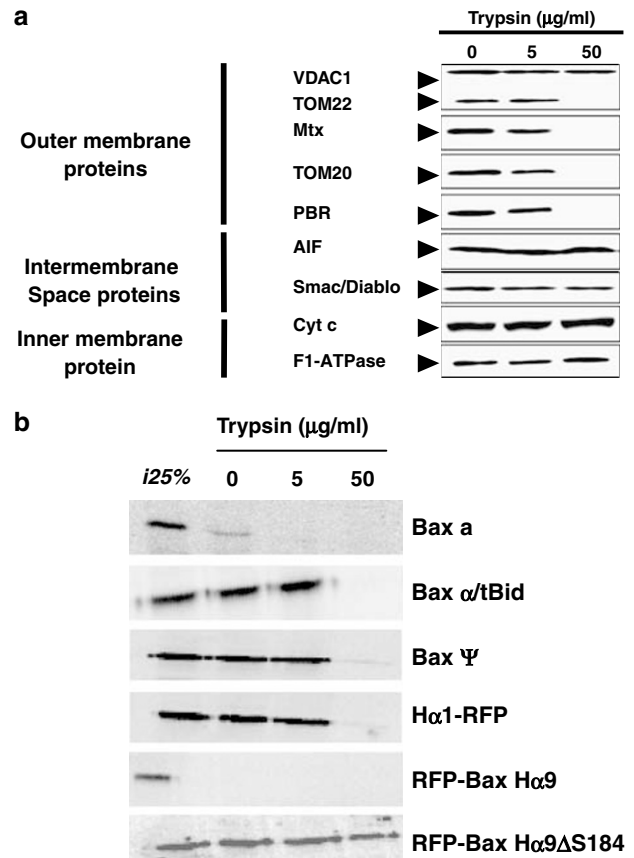 a
Trypsin (μg/ml)
0 5 50
Outer membrane
proteins
VDAC1
TOM22
Mtx
TOM20
PBR
Intermembrane
Space proteins
AIF
Smac/Diablo
Inner membrane
protein
Cyt c
F1-ATPase
b
Trypsin (μg/ml)
i25% 0 5 50
Bax a
Bax α/tBid
Bax Ψ
Hα1-RFP
RFP-Bax Hα9
RFP-Bax Hα9ΔS184